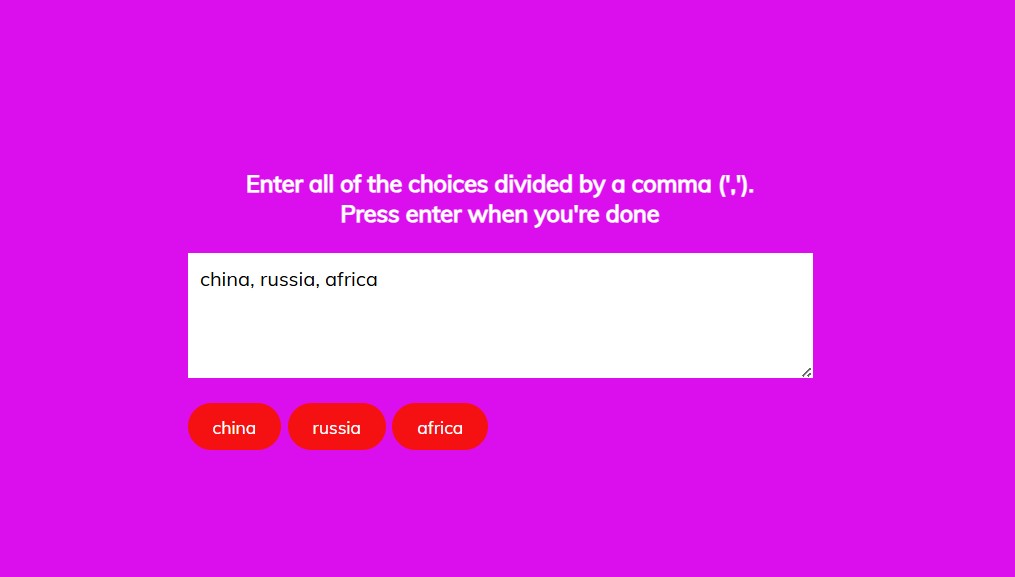 Enter all of the choices divided by a comma (',').
Press enter when you're done
china, russia, africa
china russia africa